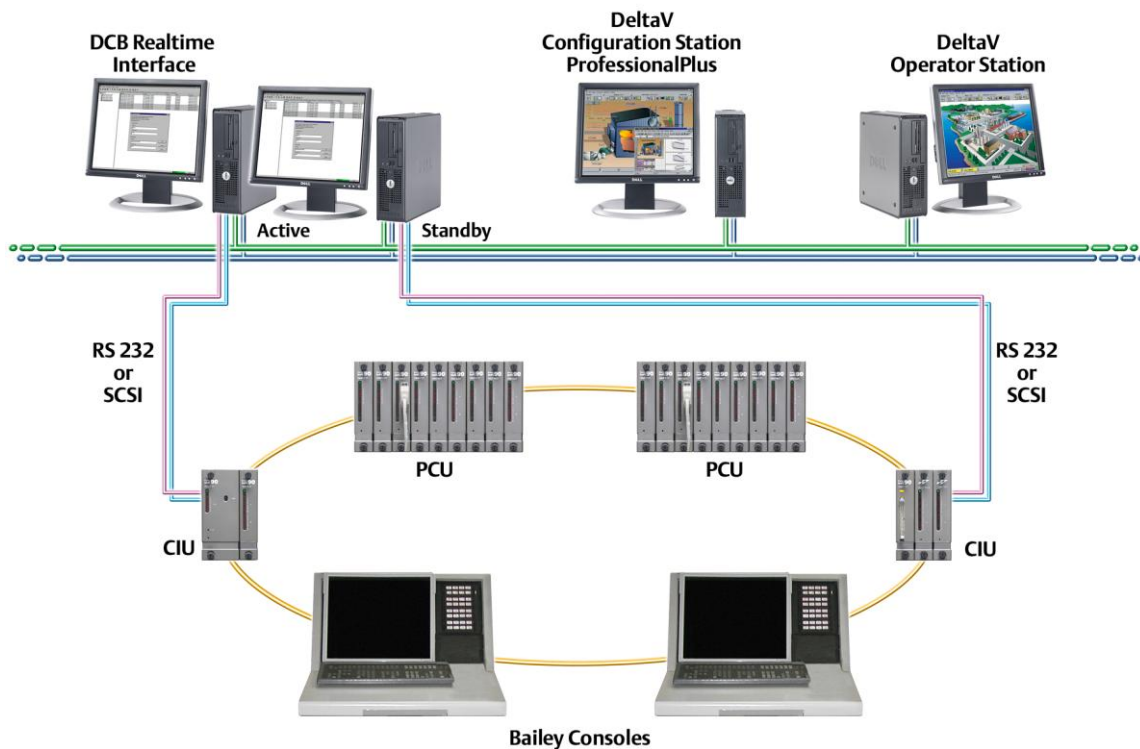 DCB Realtime
Interface
DeltaV
Configuration Station
ProfessionalPlus
DeltaV
Operator Station
Active
Standby
RS 232
or
SCSI
RS 232
or
SCSI
PCU
PCU
CIU
CIU
Bailey Consoles